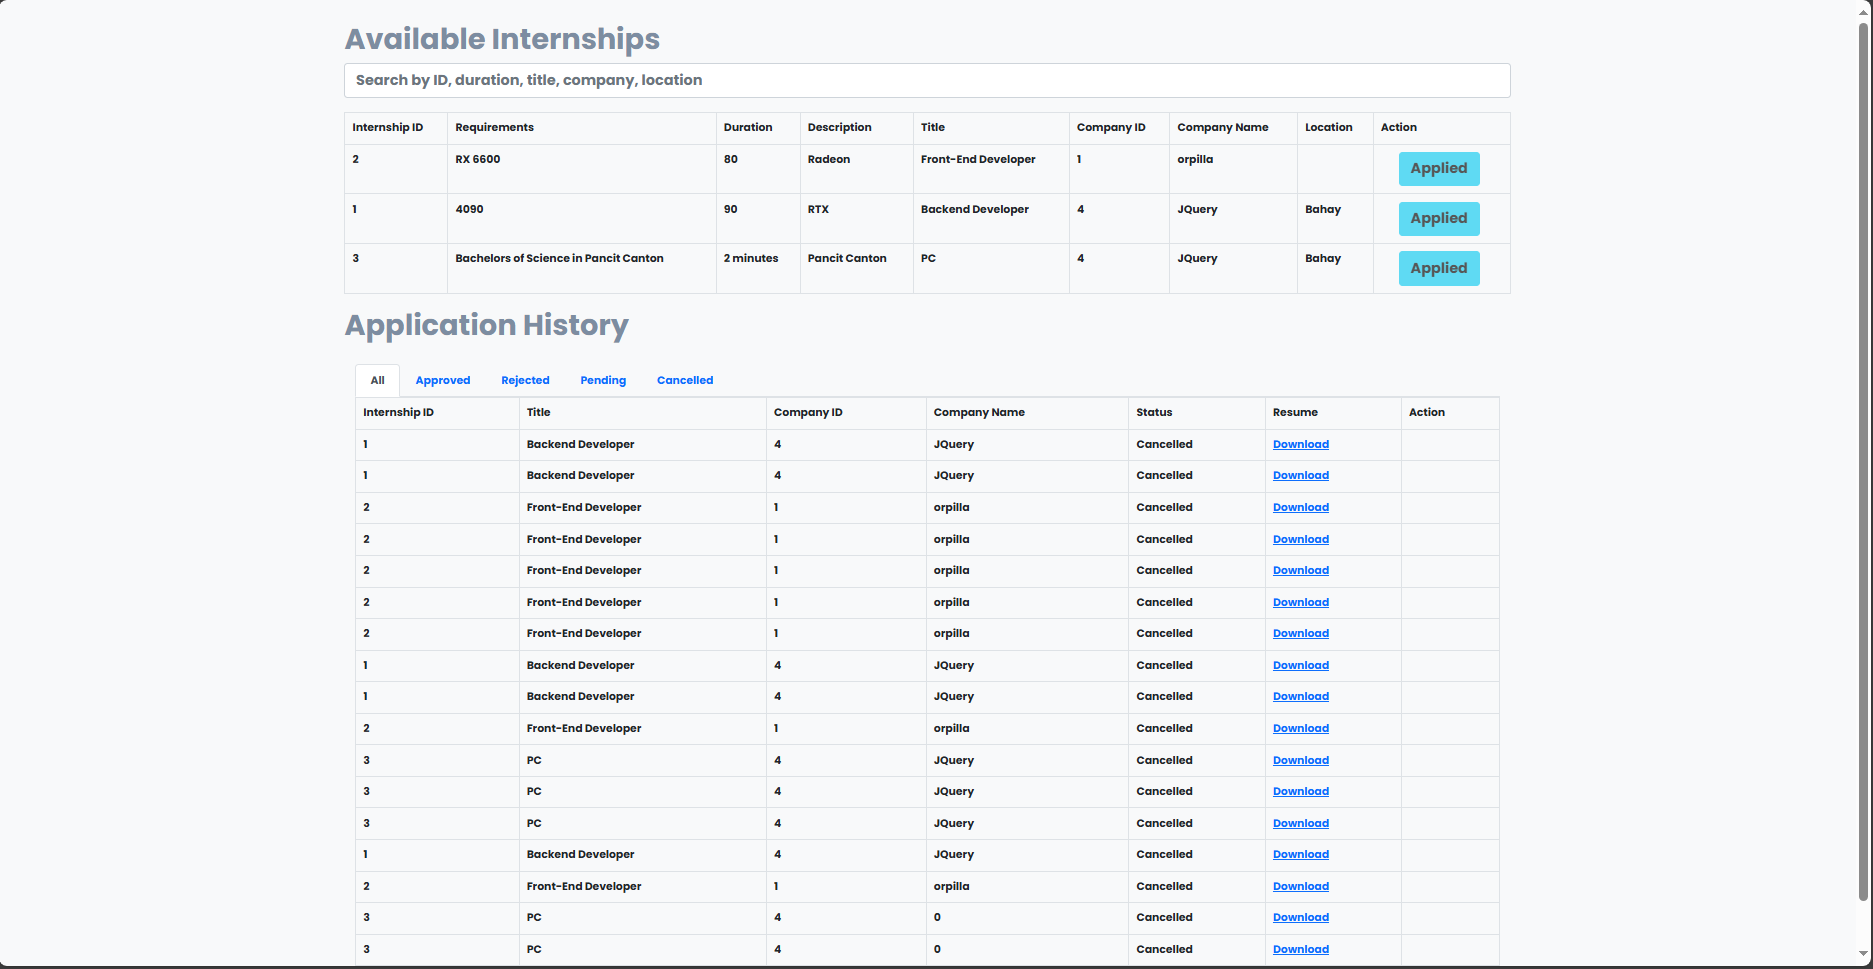 Available Internships
Search by ID, duration, title, company, location
Internship ID Requirements Duration Description Title Company ID Company Name Location Action
2 RX 6600 80 Radeon Front-End Developer 1 orpilla Applied
1 4090 90 RTX Backend Developer 4 JQuery Bahay Applied
3 Bachelors of Science in Pancit Canton 2 minutes Pancit Canton PC 4 JQuery Bahay Applied
Application History
All Approved Rejected Pending Cancelled
Internship ID Title Company ID Company Name Status Resume Action
1 Backend Developer 4 JQuery Cancelled Download
1 Backend Developer 4 JQuery Cancelled Download
2 Front-End Developer 1 orpilla Cancelled Download
2 Front-End Developer 1 orpilla Cancelled Download
2 Front-End Developer 1 orpilla Cancelled Download
2 Front-End Developer 1 orpilla Cancelled Download
2 Front-End Developer 1 orpilla Cancelled Download
1 Backend Developer 4 JQuery Cancelled Download
1 Backend Developer 4 JQuery Cancelled Download
2 Front-End Developer 1 orpilla Cancelled Download
3 PC 4 JQuery Cancelled Download
3 PC 4 JQuery Cancelled Download
3 PC 4 JQuery Cancelled Download
1 Backend Developer 4 JQuery Cancelled Download
2 Front-End Developer 1 orpilla Cancelled Download
3 PC 4 0 Cancelled Download
3 PC 4 0 Cancelled Download